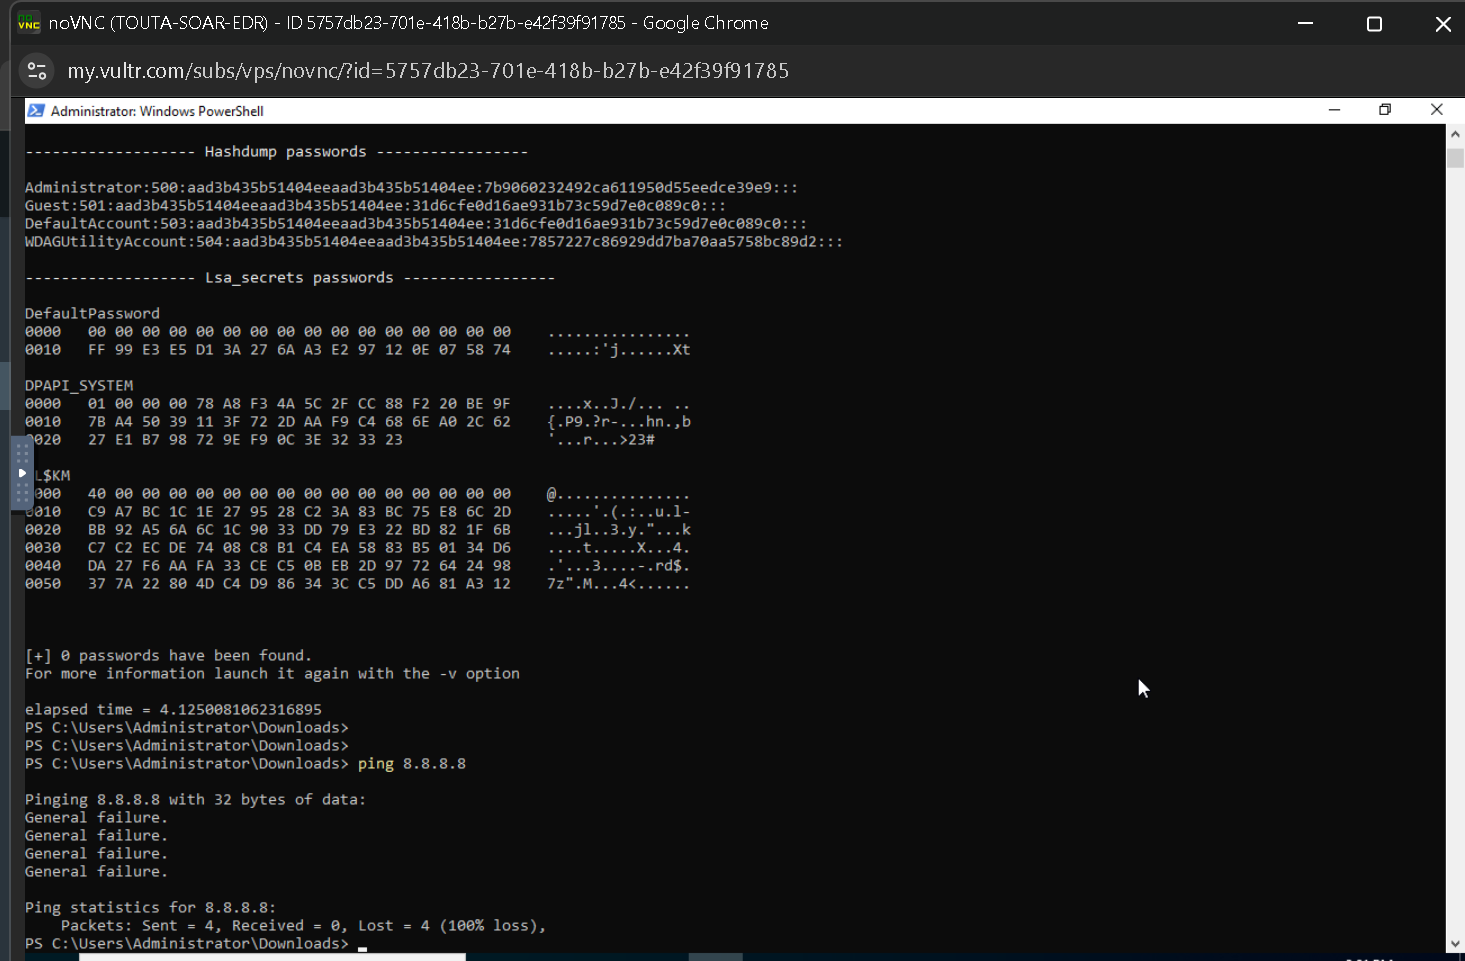 noVNC (TOUTA-SOAR-EDR) - ID 5757db23-701e-418b-b27b-e42f39f91785 - Google Chrome
my.vultr.com/subs/vps/novnc/?id=5757db23-701e-418b-b27b-e42f39f91785
Administrator: Windows PowerShell
------------------- Hashdump passwords -----------------
Administrator:500:aad3b435b51404eeaad3b435b51404ee:7b9060232492ca611950d55eedce39e9:::
Guest:501:aad3b435b51404eeaad3b435b51404ee:31d6cfe0d16ae931b73c59d7e0c089c0:::
DefaultAccount:503:aad3b435b51404eeaad3b435b51404ee:31d6cfe0d16ae931b73c59d7e0c089c0:::
WDAGUtilityAccount:504:aad3b435b51404eeaad3b435b51404ee:7857227c86929dd7ba70aa5758bc89d2:::
------------------- Lsa_secrets passwords -----------------
DefaultPassword
0000   00 00 00 00 00 00 00 00 00 00 00 00 00 00 00 00    ................
0010   FF 99 E3 E5 D1 3A 27 6A A3 E2 97 12 0E 07 58 74    .....:'j......Xt
DPAPI_SYSTEM
0000   01 00 00 00 78 A8 F3 4A 5C 2F CC 88 F2 20 BE 9F    ....x..J./... ..
0010   7B A4 50 39 11 3F 72 2D AA F9 C4 68 6E A0 2C 62    {.P9.?r-...hn.,b
0020   27 E1 B7 98 72 9E F9 0C 3E 32 33 23                '...r...>23#
L$KM
0000   40 00 00 00 00 00 00 00 00 00 00 00 00 00 00 00    @...............
0010   C9 A7 BC 1C 1E 27 95 28 C2 3A 83 BC 75 E8 6C 2D    .....'.(.:..u.l-
0020   BB 92 A5 6A 6C 1C 90 33 DD 79 E3 22 BD 82 1F 6B    ...jl..3.y."...k
0030   C7 C2 EC DE 74 08 C8 B1 C4 EA 58 83 B5 01 34 D6    ....t.....X...4.
0040   DA 27 F6 AA FA 33 CE C5 0B EB 2D 97 72 64 24 98    .'...3....-.rd$.
0050   37 7A 22 80 4D C4 D9 86 34 3C C5 DD A6 81 A3 12    7z".M...4<......
[+] 0 passwords have been found.
For more information launch it again with the -v option
elapsed time = 4.1250081062316895
PS C:\Users\Administrator\Downloads>
PS C:\Users\Administrator\Downloads>
PS C:\Users\Administrator\Downloads> ping 8.8.8.8
Pinging 8.8.8.8 with 32 bytes of data:
General failure.
General failure.
General failure.
General failure.
Ping statistics for 8.8.8.8:
    Packets: Sent = 4, Received = 0, Lost = 4 (100% loss),
PS C:\Users\Administrator\Downloads>